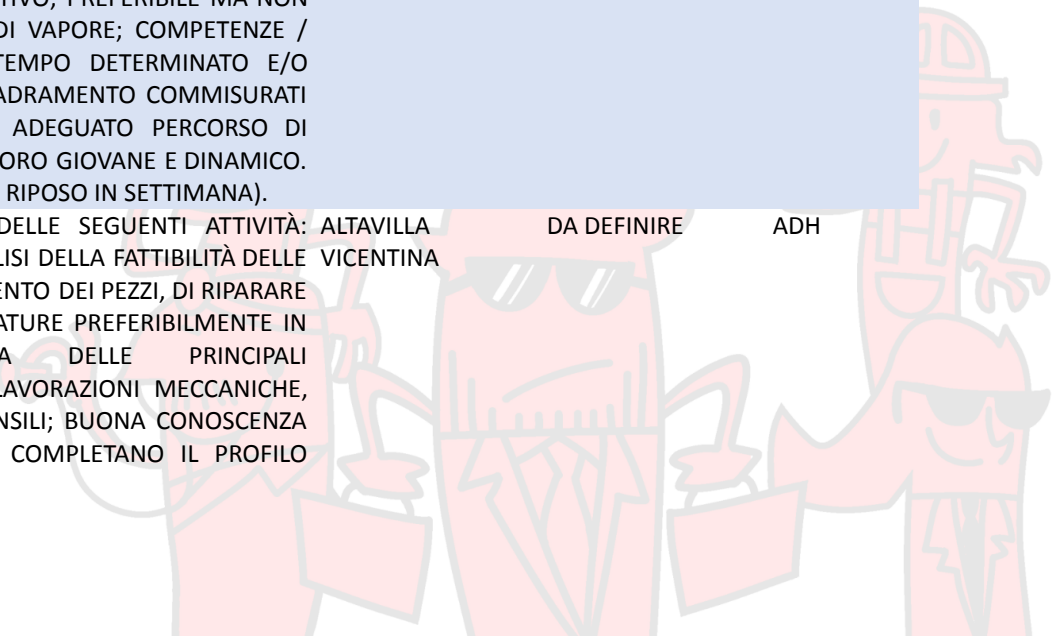 TIVO; PREFERIBILE MA NON
DI VAPORE; COMPETENZE /
TEMPO DETERMINATO E/O
ADRAMENTO COMMISURATI
ADEGUATO PERCORSO DI
ORO GIOVANE E DINAMICO.
RIPOSO IN SETTIMANA).
DELLE SEGUENTI ATTIVITÀ: ALTAVILLA DA DEFINIRE ADH
LISI DELLA FATTIBILITÀ DELLE VICENTINA
ENTO DEI PEZZI, DI RIPARARE
ATURE PREFERIBILMENTE IN
A DELLE PRINCIPALI
LAVORAZIONI MECCANICHE,
NSILI; BUONA CONOSCENZA
COMPLETANO IL PROFILO